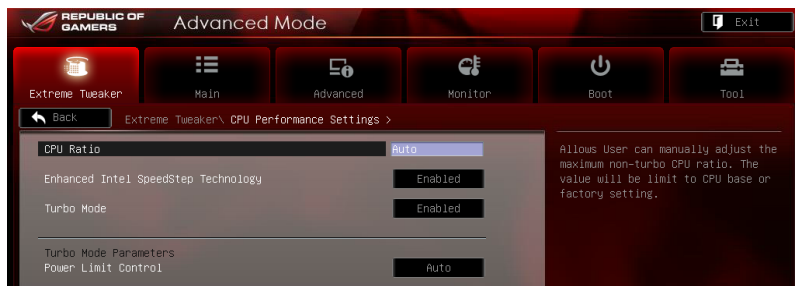 REPUBLIC OF
GAMERS
Advanced Mode
Exit
Extreme Tweaker
Main
Advanced
Monitor
Boot
Tool
Back
Extreme Tweaker\ CPU Performance Settings >
CPU Ratio Auto
Enhanced Intel SpeedStep Technology Enabled
Turbo Mode Enabled
Turbo Mode Parameters
Power Limit Control Auto
Allows User can manually adjust the
maximum non-turbo CPU ratio. The
value will be limit to CPU base or
factory setting.